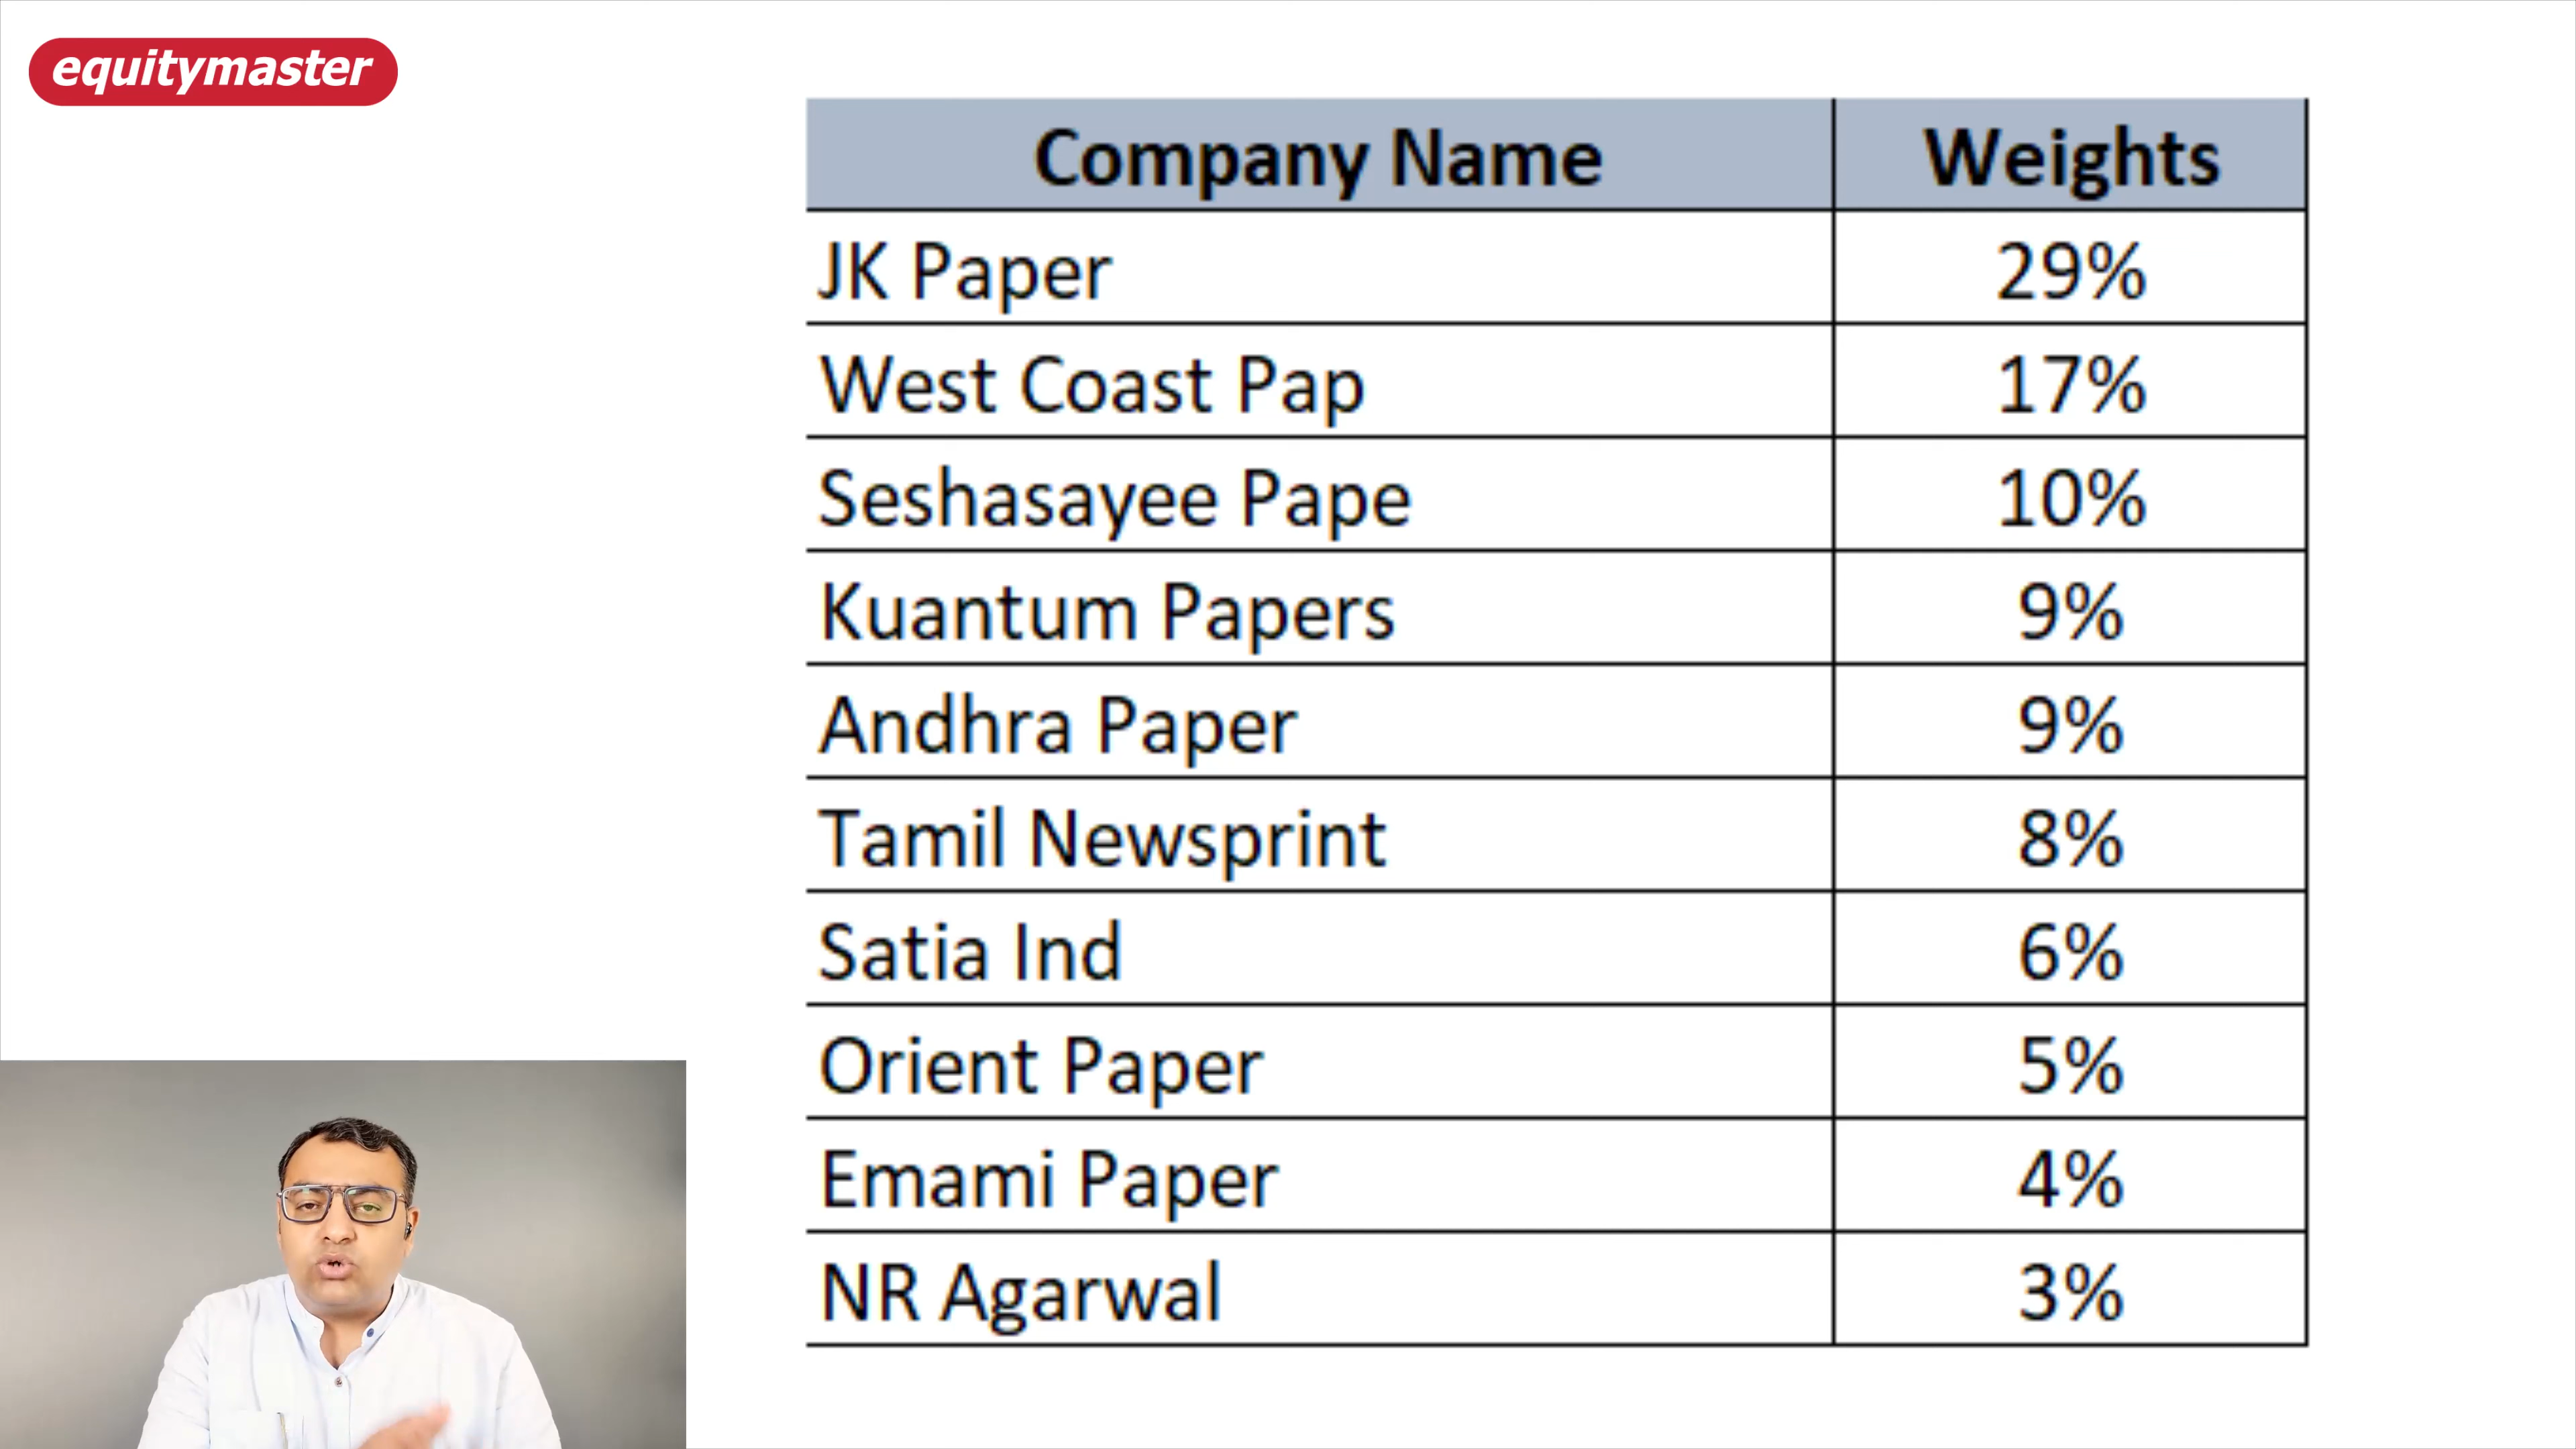 equitymaster
Company Name Weights
JK Paper 29%
West Coast Pap 17%
Seshasayee Pape 10%
Kuantum Papers 9%
Andhra Paper 9%
Tamil Newsprint 8%
Satia Ind 6%
Orient Paper 5%
Emami Paper 4%
NR Agarwal 3%